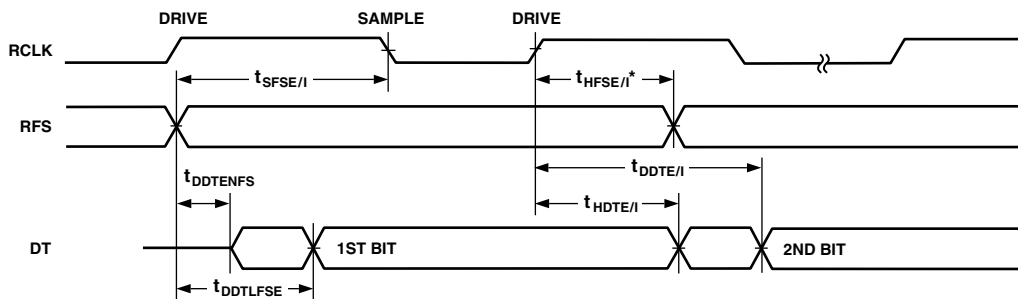 DRIVE SAMPLE DRIVE
RCLK
tSFSE/I tHFSE/I*
RFS
tDDTENFS tDDTE/I
tHDTE/I
DT 1ST BIT 2ND BIT
tDDTLFSE